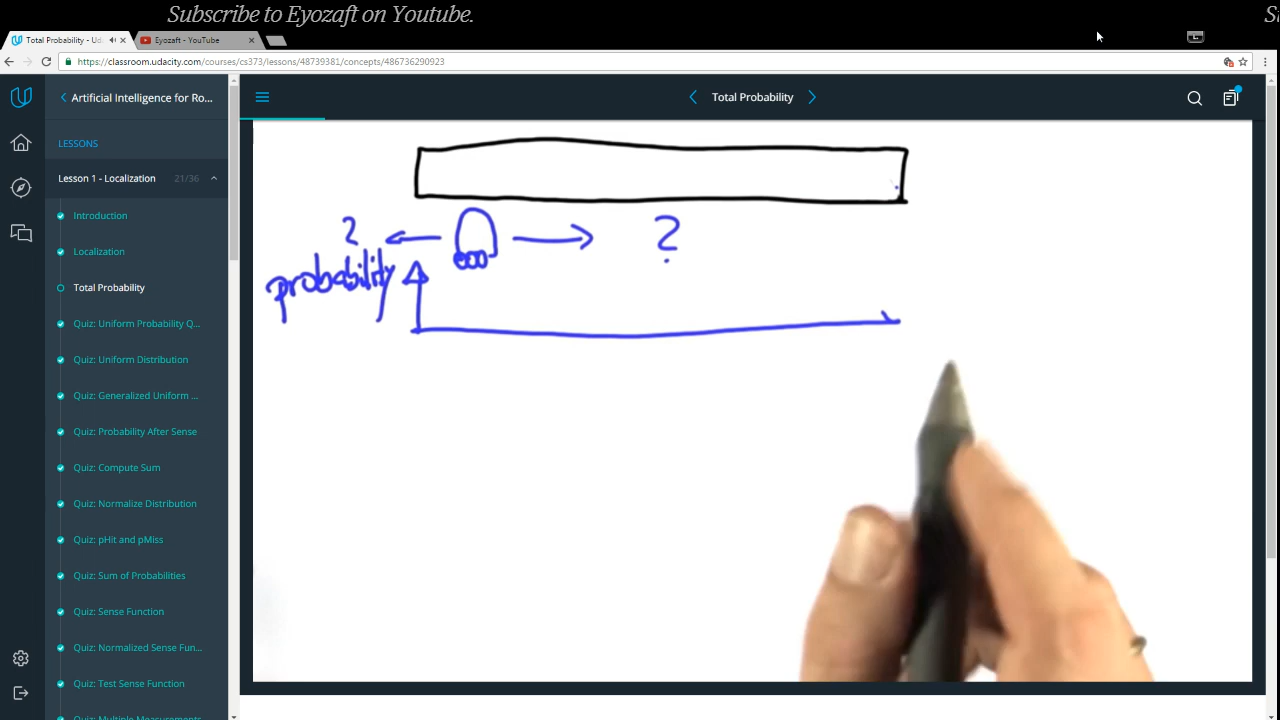 Subscribe to Eyozaft on Youtube.
Total Probability - Ud
Eyozaft - YouTube
https://classroom.udacity.com/courses/cs373/lessons/48739381/concepts/486736290923
Artificial Intelligence for Ro...
Total Probability
LESSONS
Lesson 1 - Localization 21/36
Introduction
Localization
Total Probability
Quiz: Uniform Probability Q...
Quiz: Uniform Distribution
Quiz: Generalized Uniform ...
Quiz: Probability After Sense
Quiz: Compute Sum
Quiz: Normalize Distribution
Quiz: pHit and pMiss
Quiz: Sum of Probabilities
Quiz: Sense Function
Quiz: Normalized Sense Fun...
Quiz: Test Sense Function
Quiz: Multiple Measurements
? ?
probability